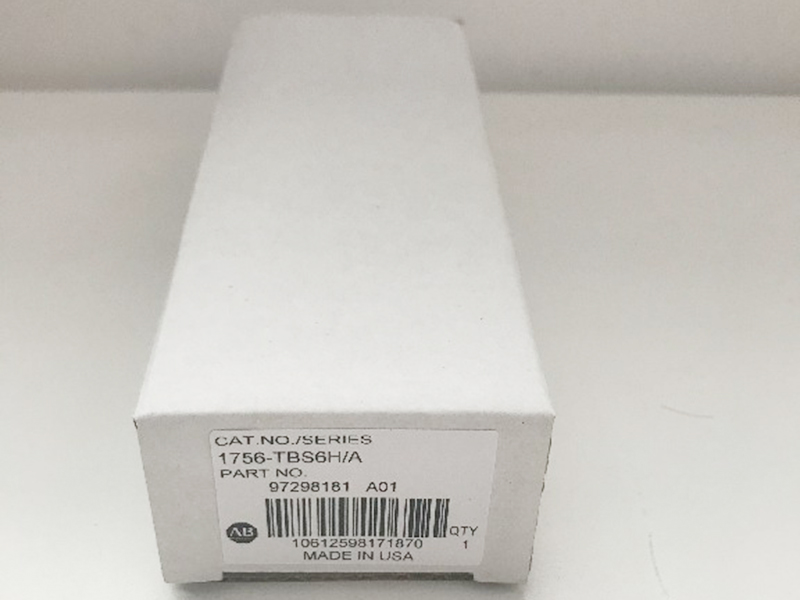 CAT.NO./SERIES
1756-TBS6H/A
PART NO.
97298181 A01
AB
QTY
10612598171870 1
MADE IN USA